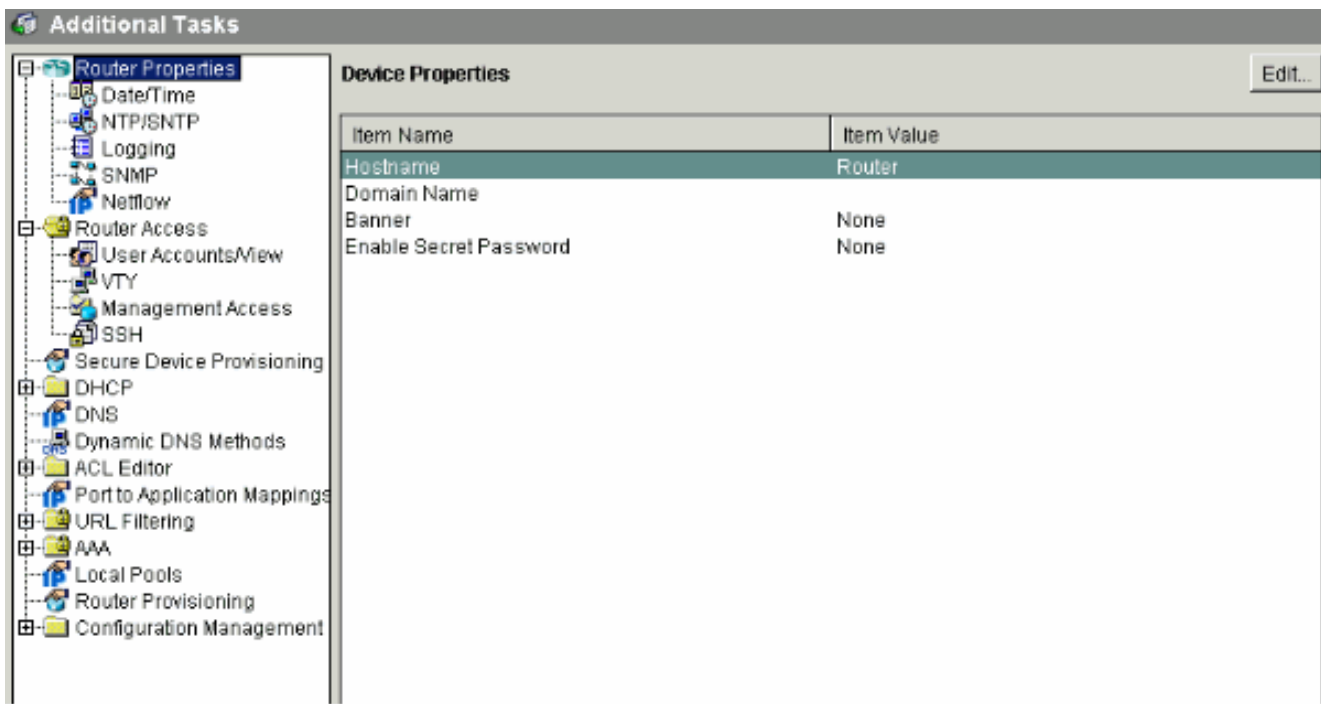 Additional Tasks
Router Properties
Date/Time
NTP/SNTP
Logging
SNMP
Netflow
Router Access
User Accounts/View
VTY
Management Access
SSH
Secure Device Provisioning
DHCP
DNS
Dynamic DNS Methods
ACL Editor
Port to Application Mappings
URL Filtering
AAA
Local Pools
Router Provisioning
Configuration Management
Device Properties
Edit...
Item Name Item Value
Hostname Router
Domain Name
Banner None
Enable Secret Password None